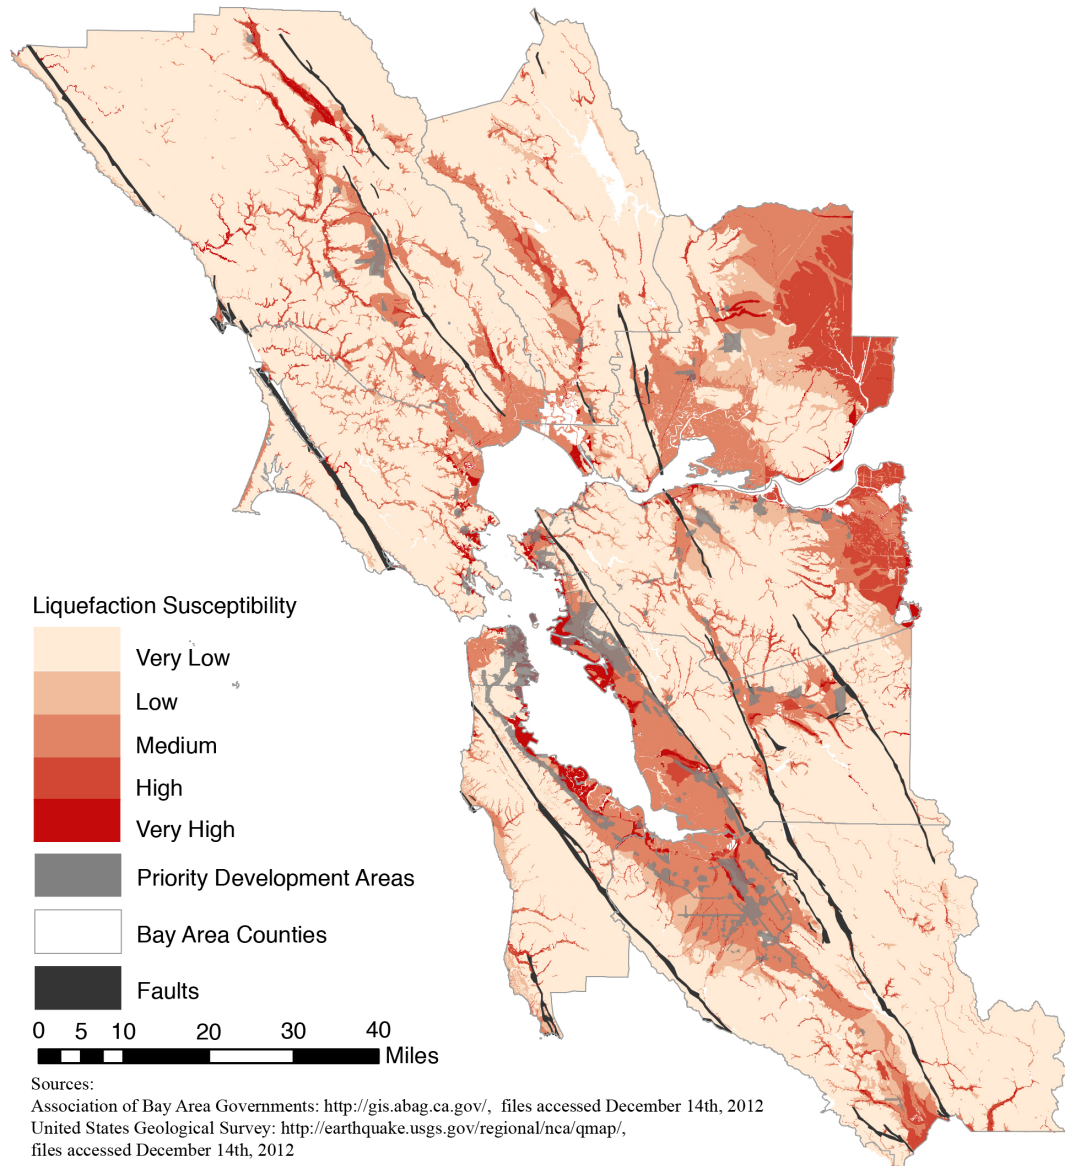 Liquefaction Susceptibility
Very Low
Low
Medium
High
Very High
Priority Development Areas
Bay Area Counties
Faults
0 5 10 20 30 40
Miles
Sources:
Association of Bay Area Governments: http://gis.abag.ca.gov/, files accessed December 14th, 2012
United States Geological Survey: http://earthquake.usgs.gov/regional/nca/qmap/,
files accessed December 14th, 2012